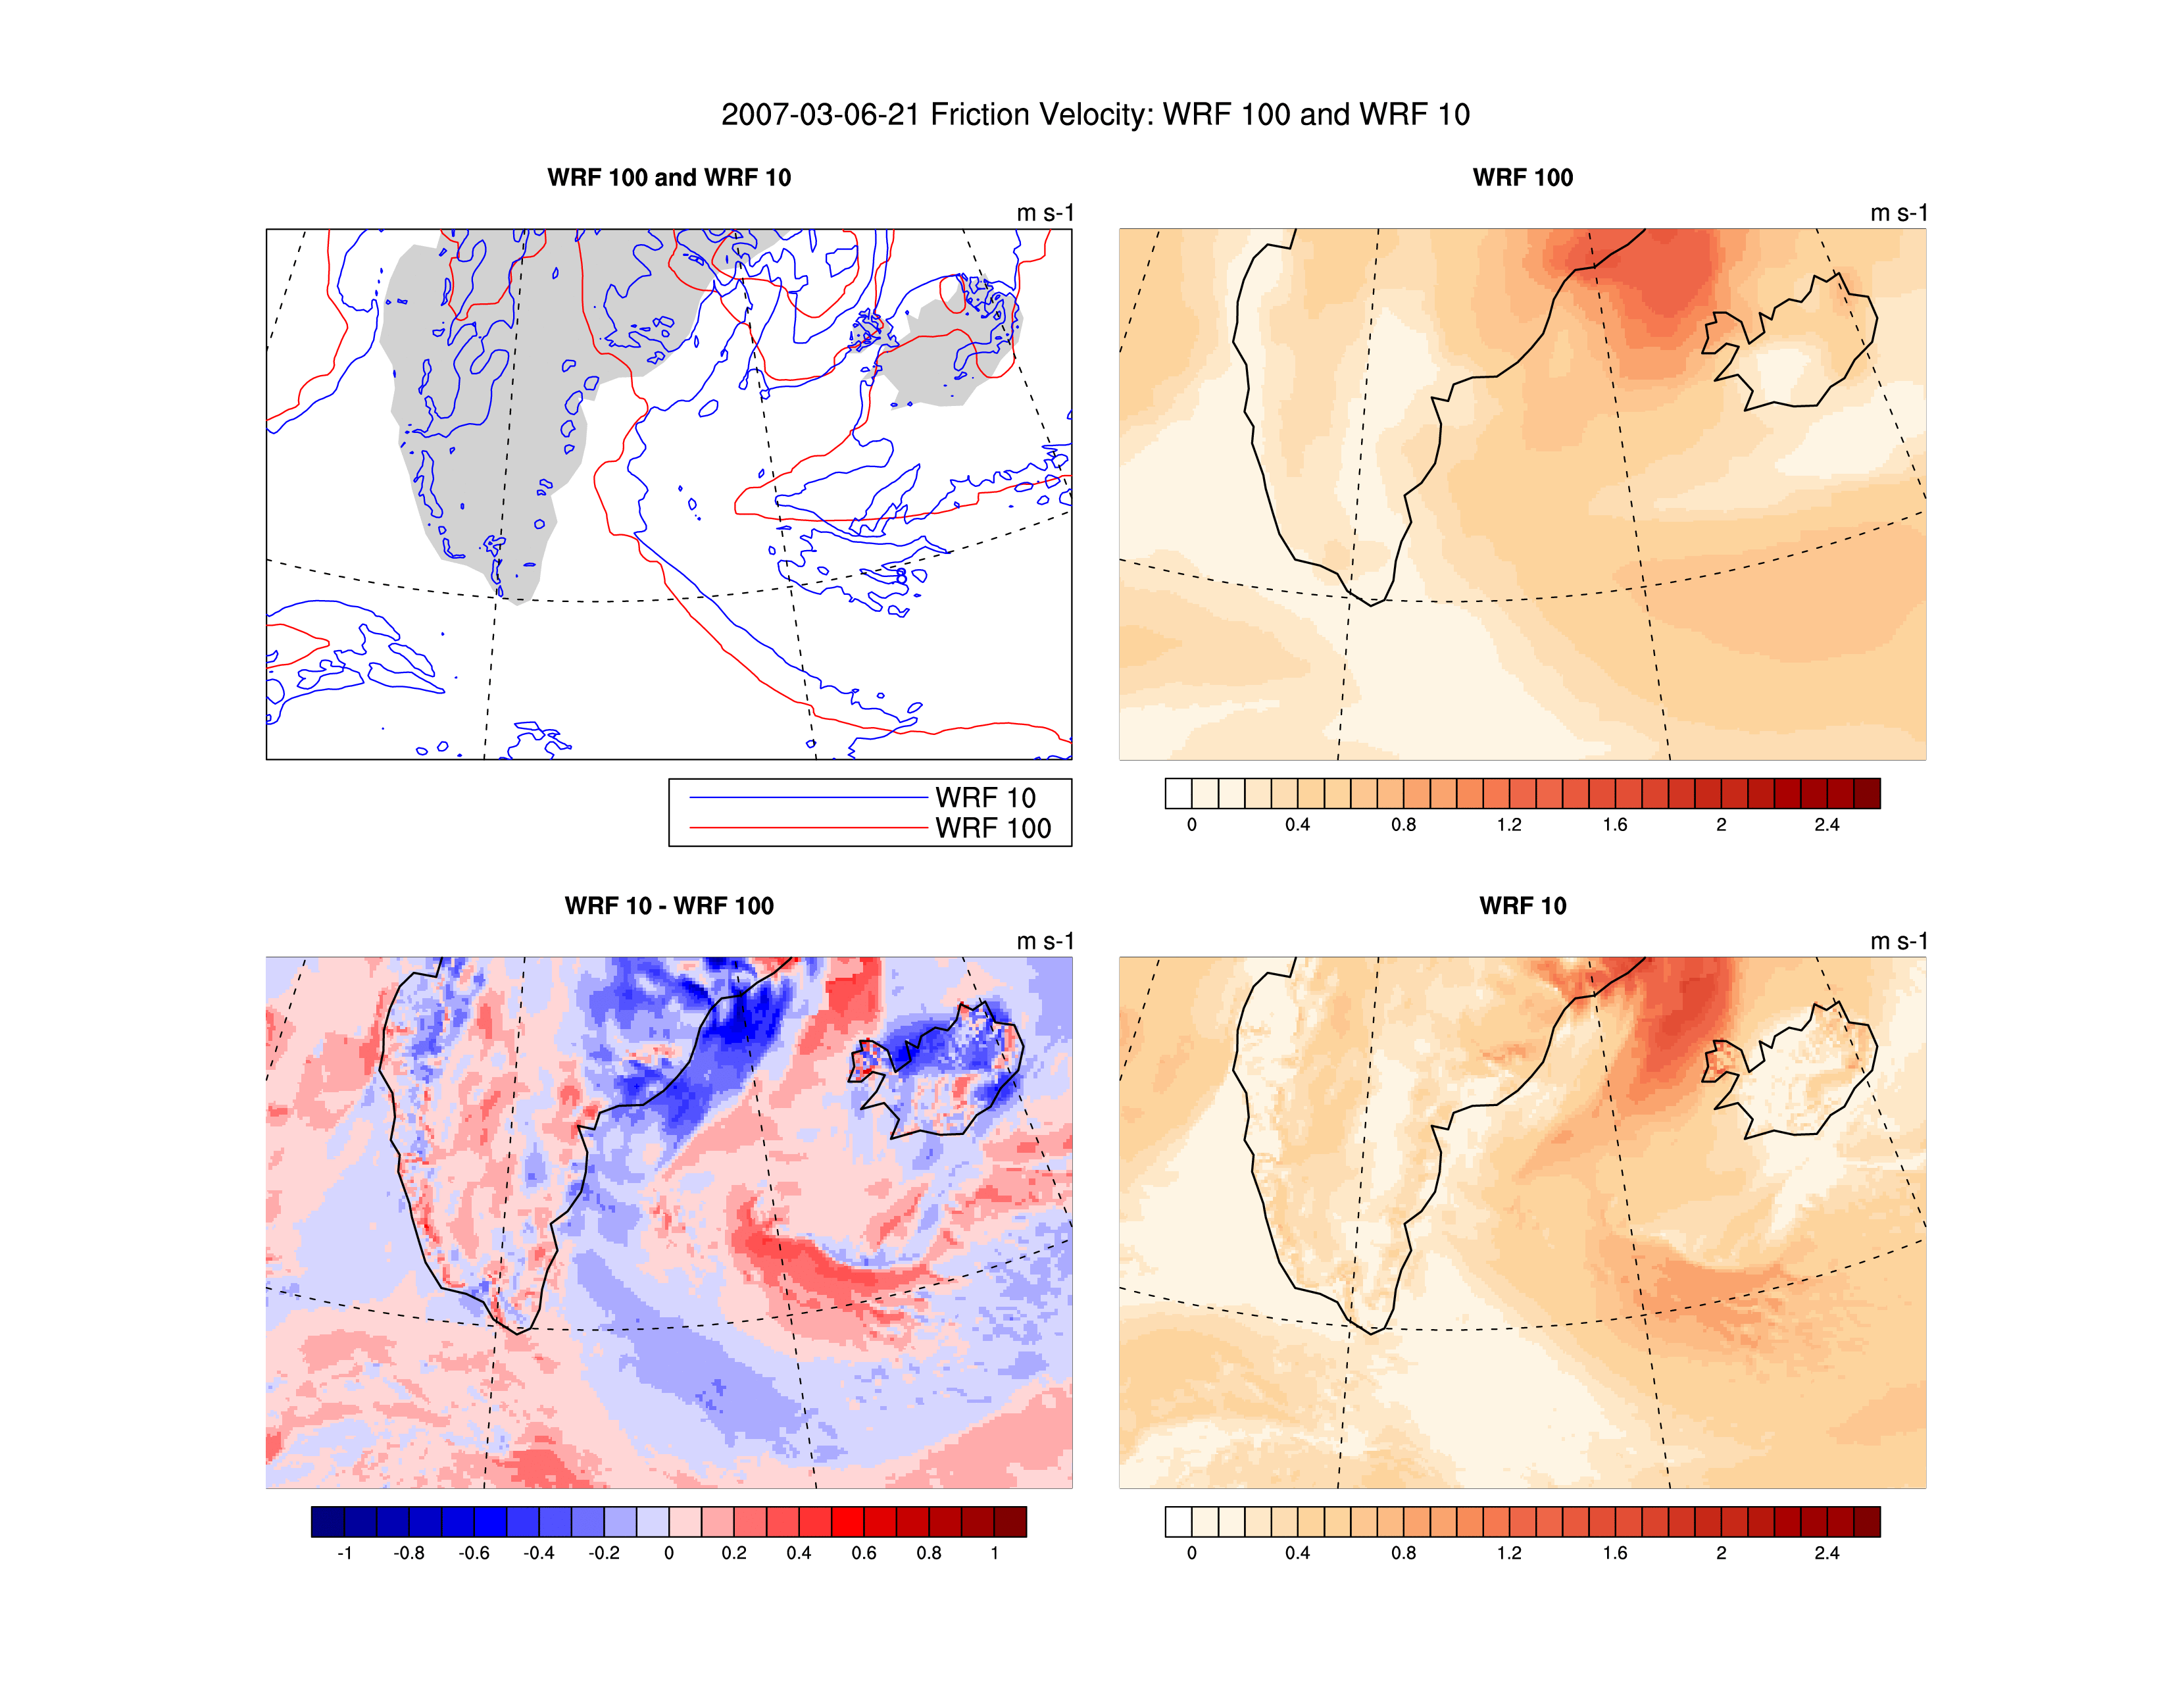 2007-03-06-21 Friction Velocity: WRF 100 and WRF 10
WRF 100 and WRF 10
m s-1
WRF 10
WRF 100
WRF 100
m s-1
0 0.4 0.8 1.2 1.6 2 2.4
WRF 10 - WRF 100
m s-1
-1 -0.8 -0.6 -0.4 -0.2 0 0.2 0.4 0.6 0.8 1
WRF 10
m s-1
0 0.4 0.8 1.2 1.6 2 2.4